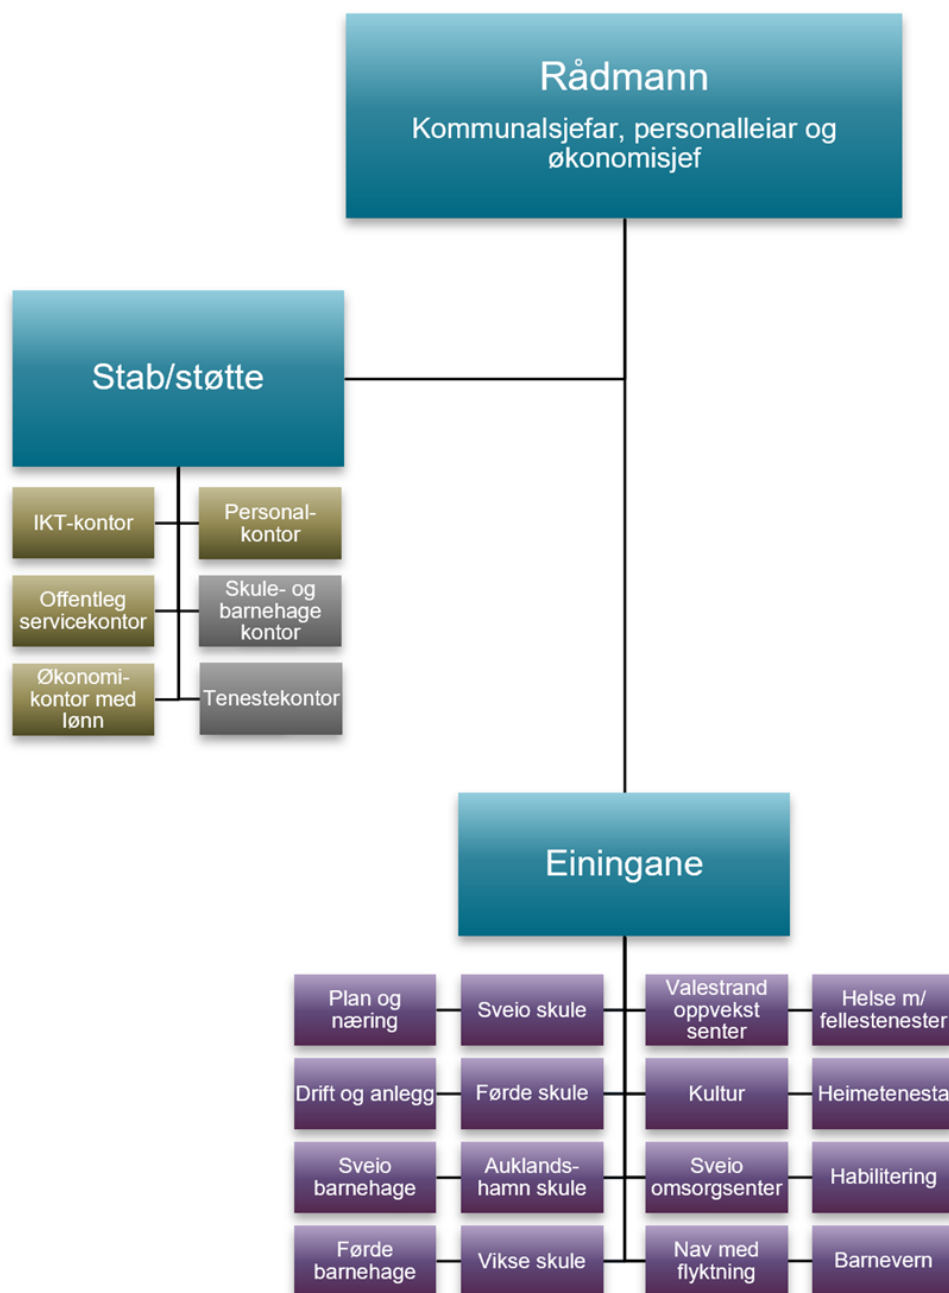 Rådmann
Kommunalsjefar, personalleiar og
økonomisjef
Stab/støtte
IKT-kontor
Personal-
kontor
Offentleg
servicekontor
Skule- og
barnehage
kontor
Økonomi-
kontor med
lønn
Tenestekontor
Einingane
Plan og
næring
Sveio skule
Valestrand
oppvekst
senter
Helse m/
fellestenester
Drift og anlegg
Førde skule
Kultur
Heimetenesta
Sveio
barnehage
Auklands-
hamn skule
Sveio
omsorgsenter
Habilitering
Førde
barnehage
Vikse skule
Nav med
flyktning
Barnevern